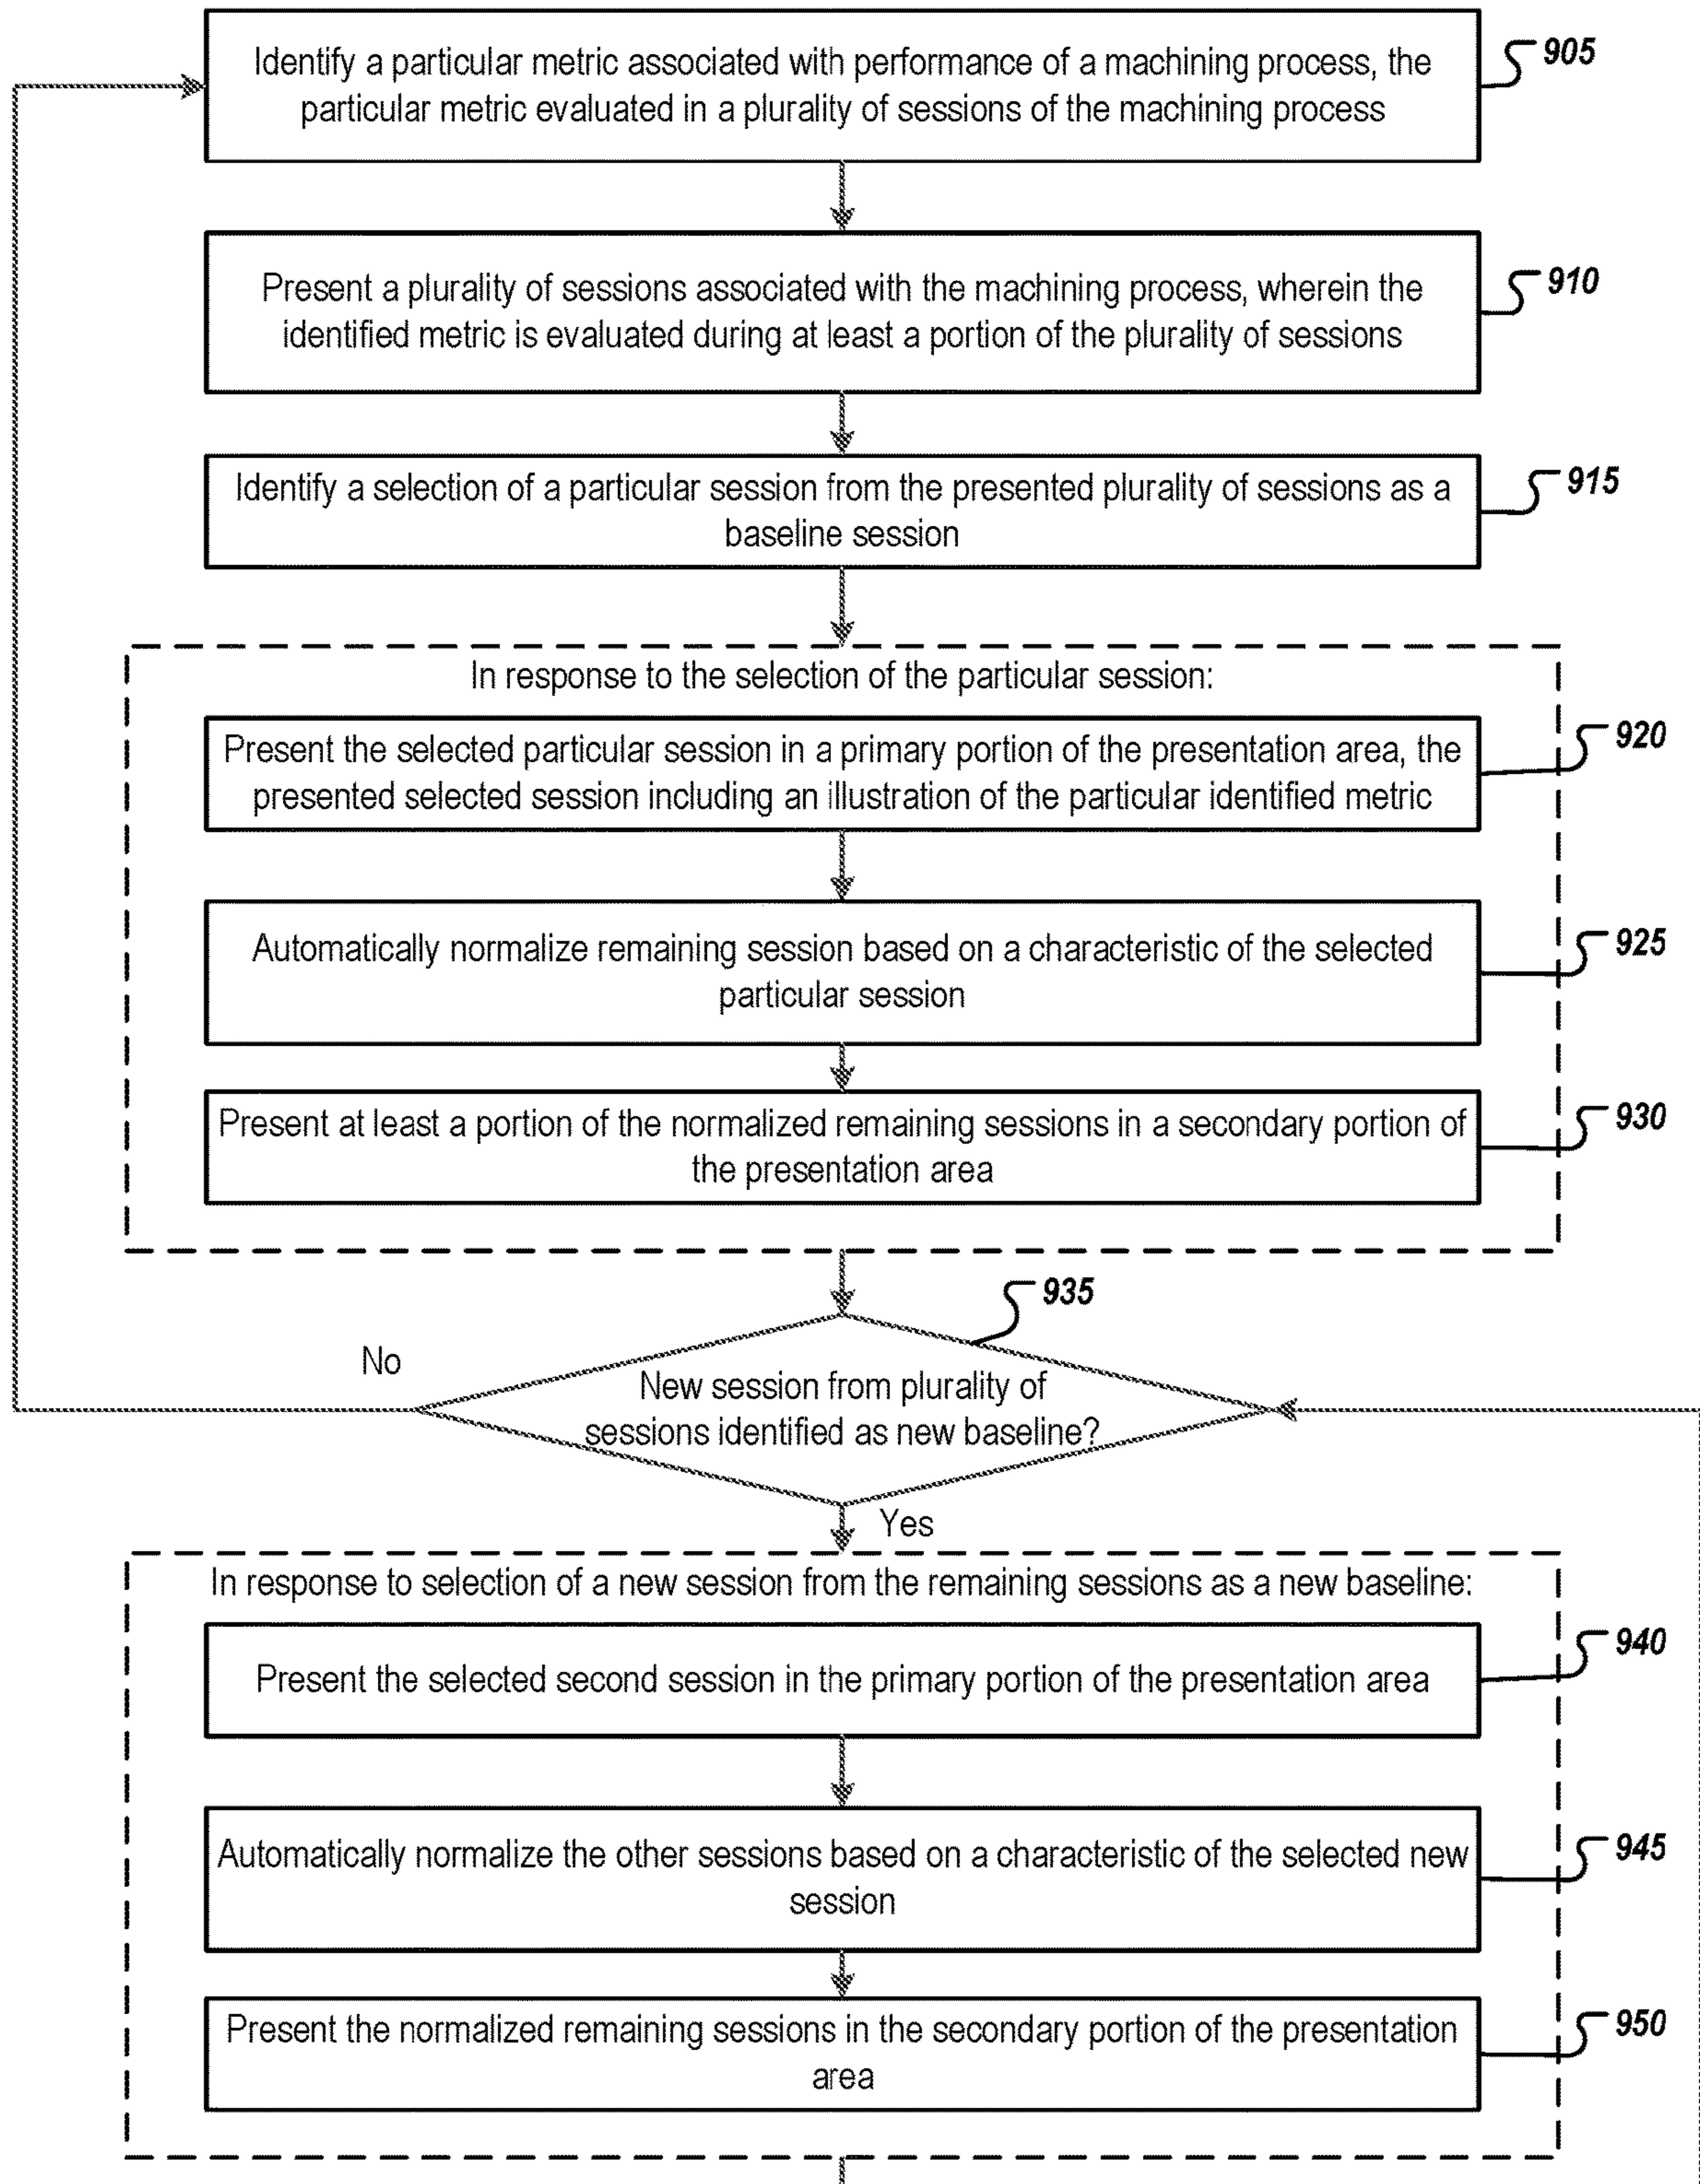 Identify a particular metric associated with performance of a machining process, the
particular metric evaluated in a plurality of sessions of the machining process
905
Present a plurality of sessions associated with the machining process, wherein the
identified metric is evaluated during at least a portion of the plurality of sessions
910
Identify a selection of a particular session from the presented plurality of sessions as a
baseline session
915
In response to the selection of the particular session:
Present the selected particular session in a primary portion of the presentation area, the
presented selected session including an illustration of the particular identified metric
920
Automatically normalize remaining session based on a characteristic of the selected
particular session
925
Present at least a portion of the normalized remaining sessions in a secondary portion of
the presentation area
930
935
No
New session from plurality of
sessions identified as new baseline?
Yes
In response to selection of a new session from the remaining sessions as a new baseline:
Present the selected second session in the primary portion of the presentation area
940
Automatically normalize the other sessions based on a characteristic of the selected new
session
945
Present the normalized remaining sessions in the secondary portion of the presentation
area
950